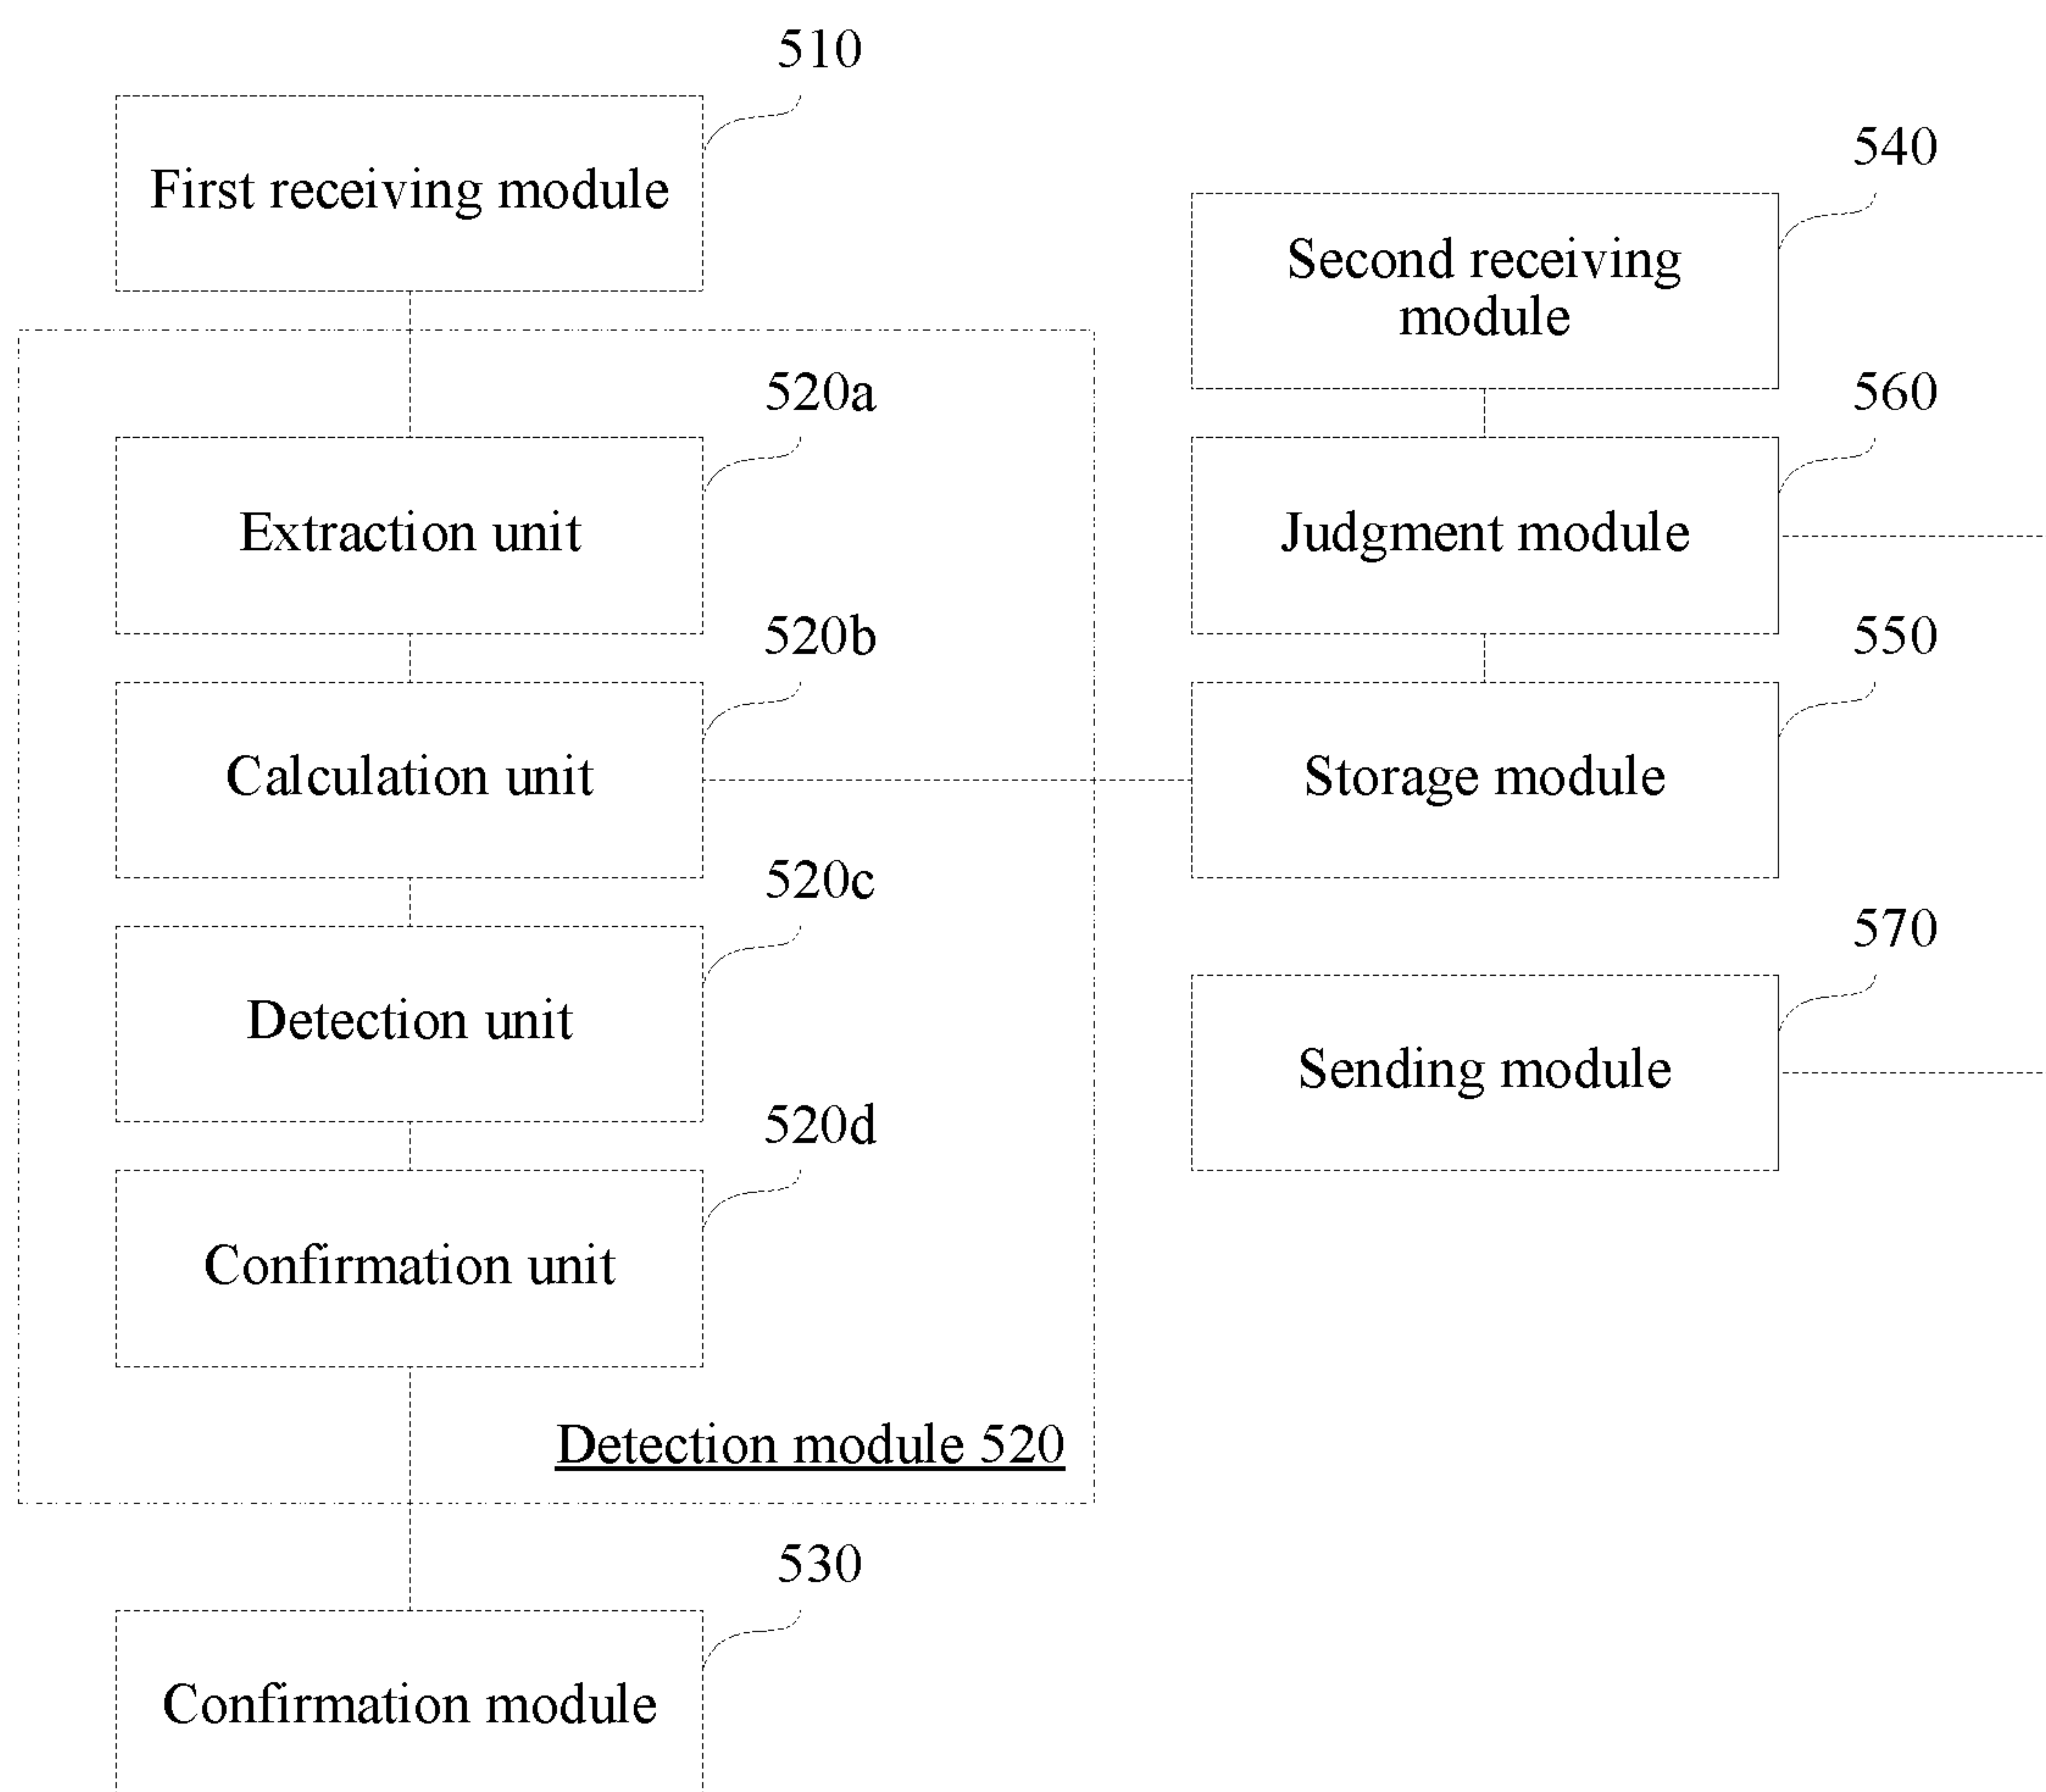 510
First receiving module
520a
Extraction unit
520b
Calculation unit
520c
Detection unit
520d
Confirmation unit
Detection module 520
530
Confirmation module
540
Second receiving
module
560
Judgment module
550
Storage module
570
Sending module